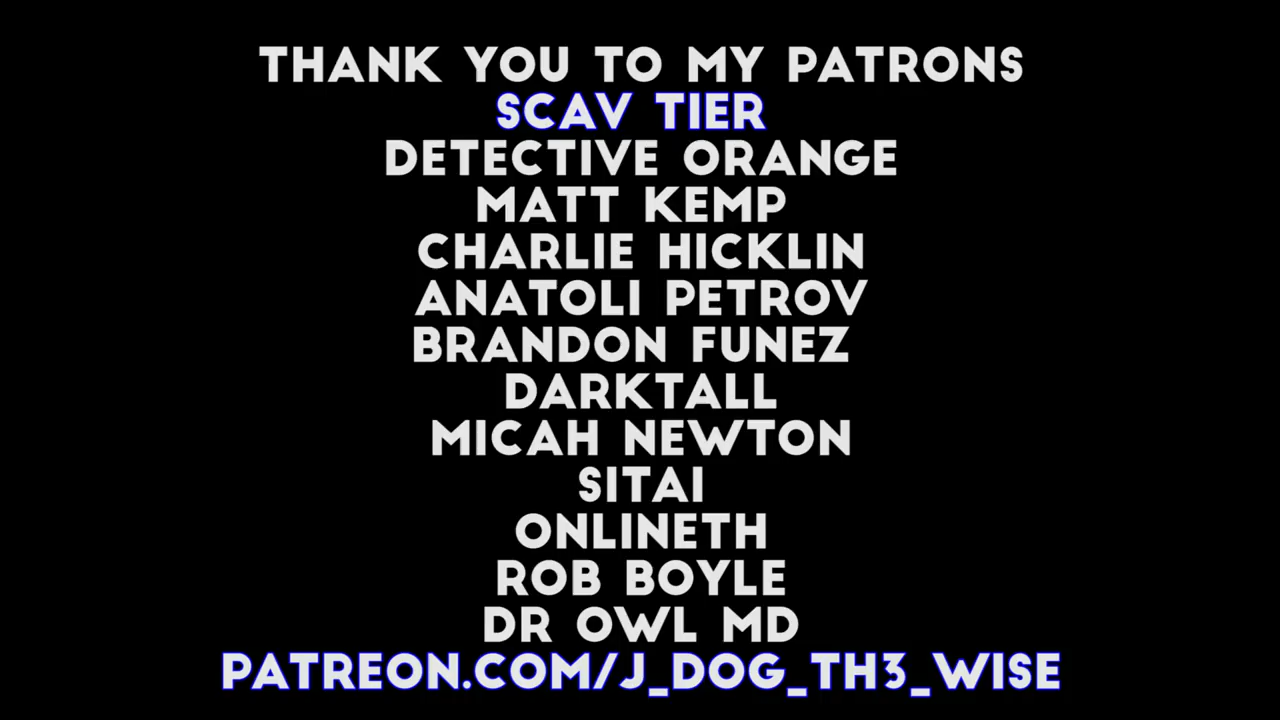 THANK YOU TO MY PATRONS
SCAV TIER
DETECTIVE ORANGE
MATT KEMP
CHARLIE HICKLIN
ANATOLI PETROV
BRANDON FUNEZ
DARKTALL
MICAH NEWTON
SITAI
ONLINETH
ROB BOYLE
DR OWL MD
PATREON.COM/J_DOG_TH3_WISE